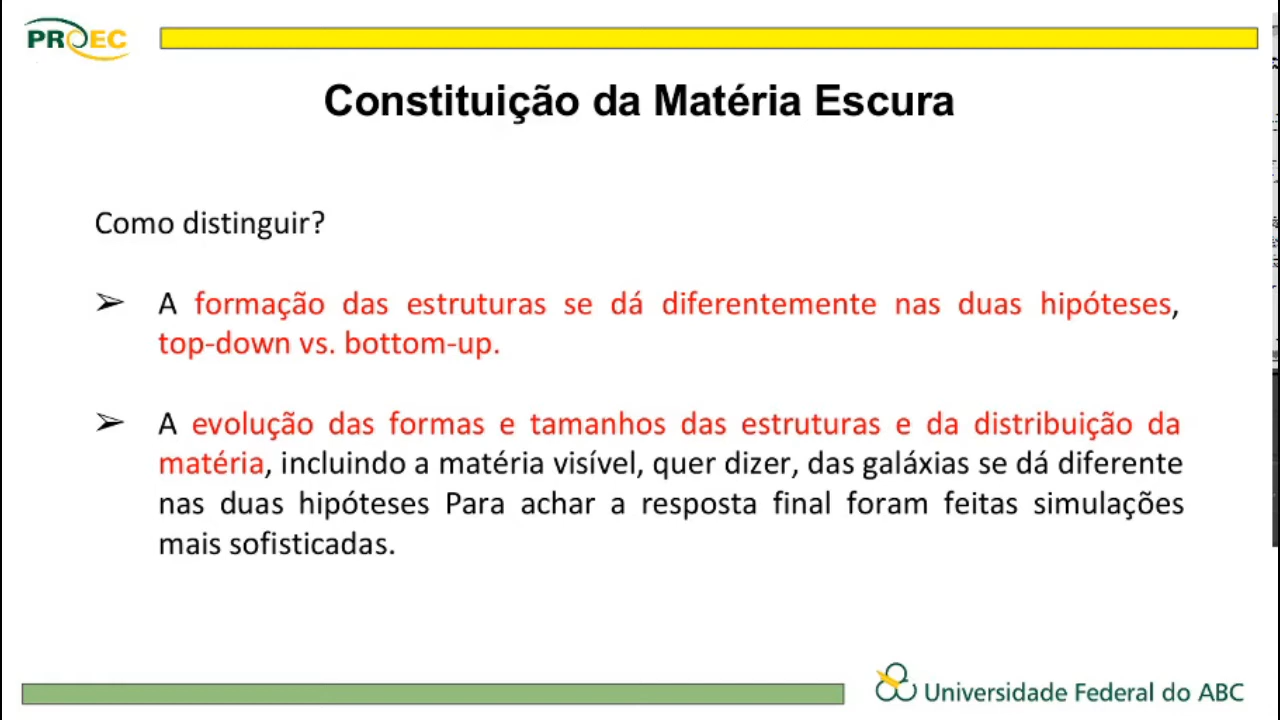 PROEC
Constituição da Matéria Escura
Como distinguir?
➢ A formação das estruturas se dá diferentemente nas duas hipóteses,
top-down vs. bottom-up.
➢ A evolução das formas e tamanhos das estruturas e da distribuição da
matéria, incluindo a matéria visível, quer dizer, das galáxias se dá diferente
nas duas hipóteses Para achar a resposta final foram feitas simulações
mais sofisticadas.
Universidade Federal do ABC